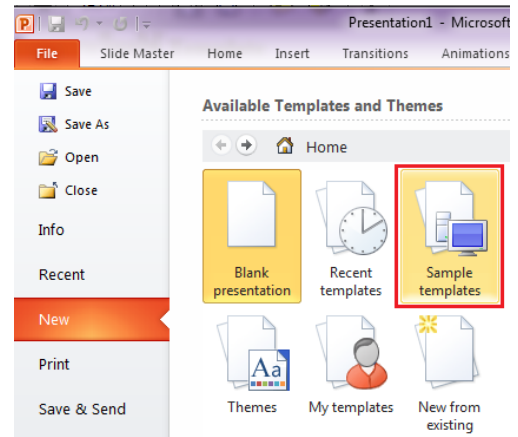 P
Presentation1 - Microsoft
File Slide Master Home Insert Transitions Animations
Save
Save As
Open
Close
Info
Recent
New
Print
Save & Send
Available Templates and Themes
Home
Blank
presentation
Recent
templates
Sample
templates
Aa
Themes
My templates
New from
existing